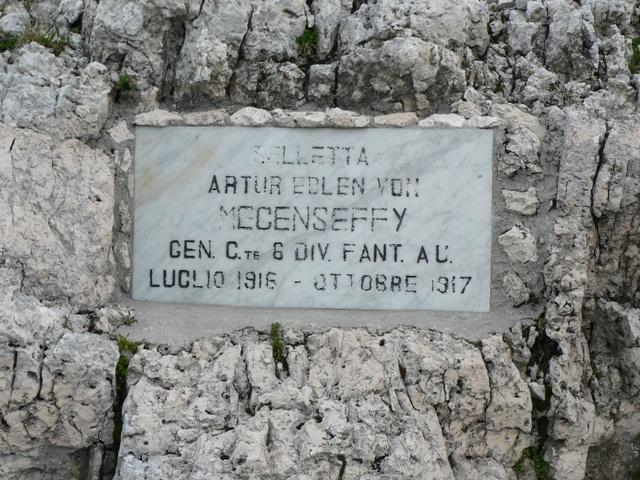 SELLETTA
ARTUR EDLEN VON
MECENSEFFY
GEN. C.TE 6 DIV. FANT. A.U.
LUGLIO 1916 - OTTOBRE 1917